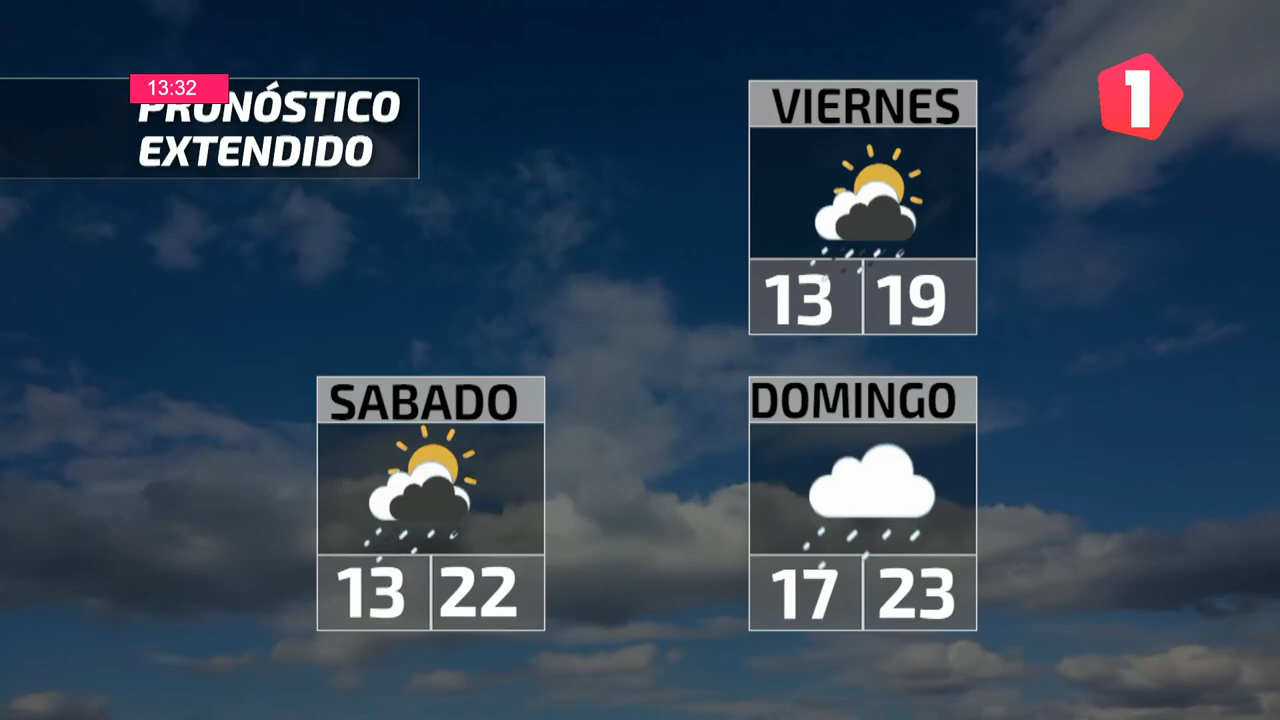 13:32
PRONÓSTICO
EXTENDIDO
1
VIERNES
13 19
SABADO
13 22
DOMINGO
17 23